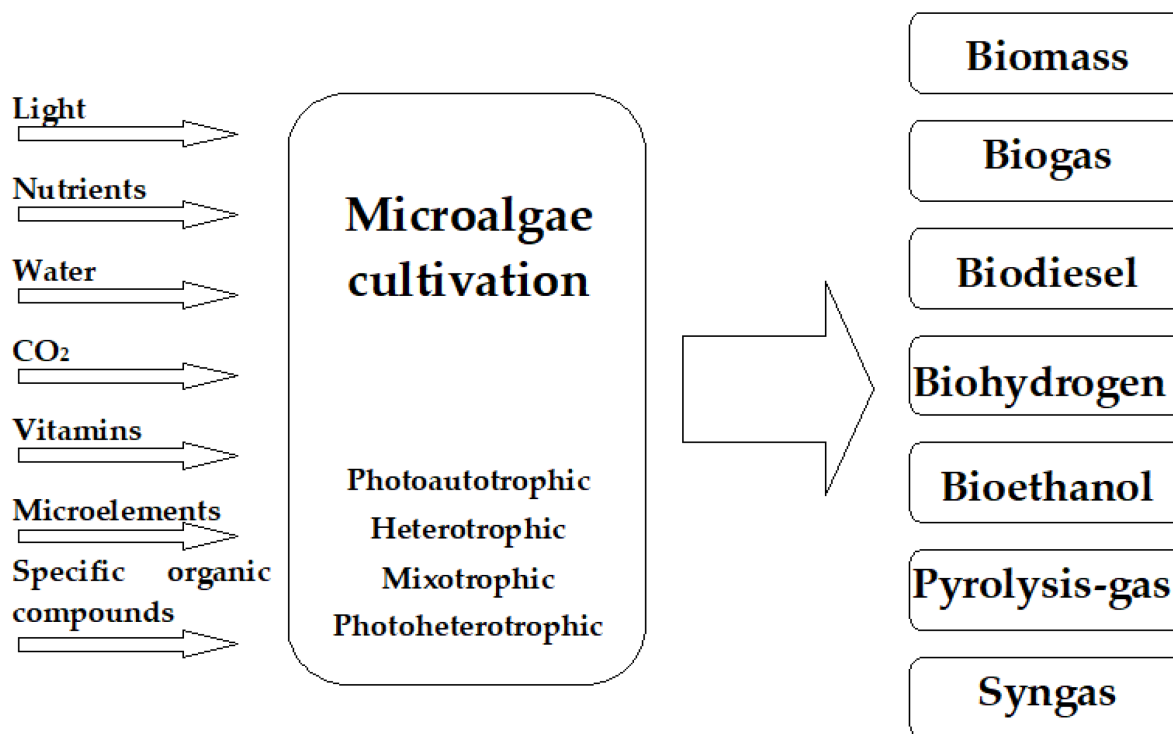 Light
Nutrients
Water
CO₂
Vitamins
Microelements
Specific organic
compounds
Microalgae
cultivation
Photoautotrophic
Heterotrophic
Mixotrophic
Photoheterotrophic
Biomass
Biogas
Biodiesel
Biohydrogen
Bioethanol
Pyrolysis-gas
Syngas